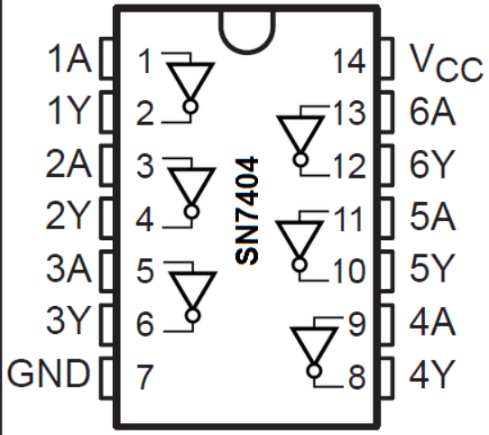 1A 1 14 VCC
1Y 2 13 6A
2A 3 12 6Y
2Y 4 11 5A
3A 5 10 5Y
3Y 6 9 4A
GND 7 8 4Y
SN7404